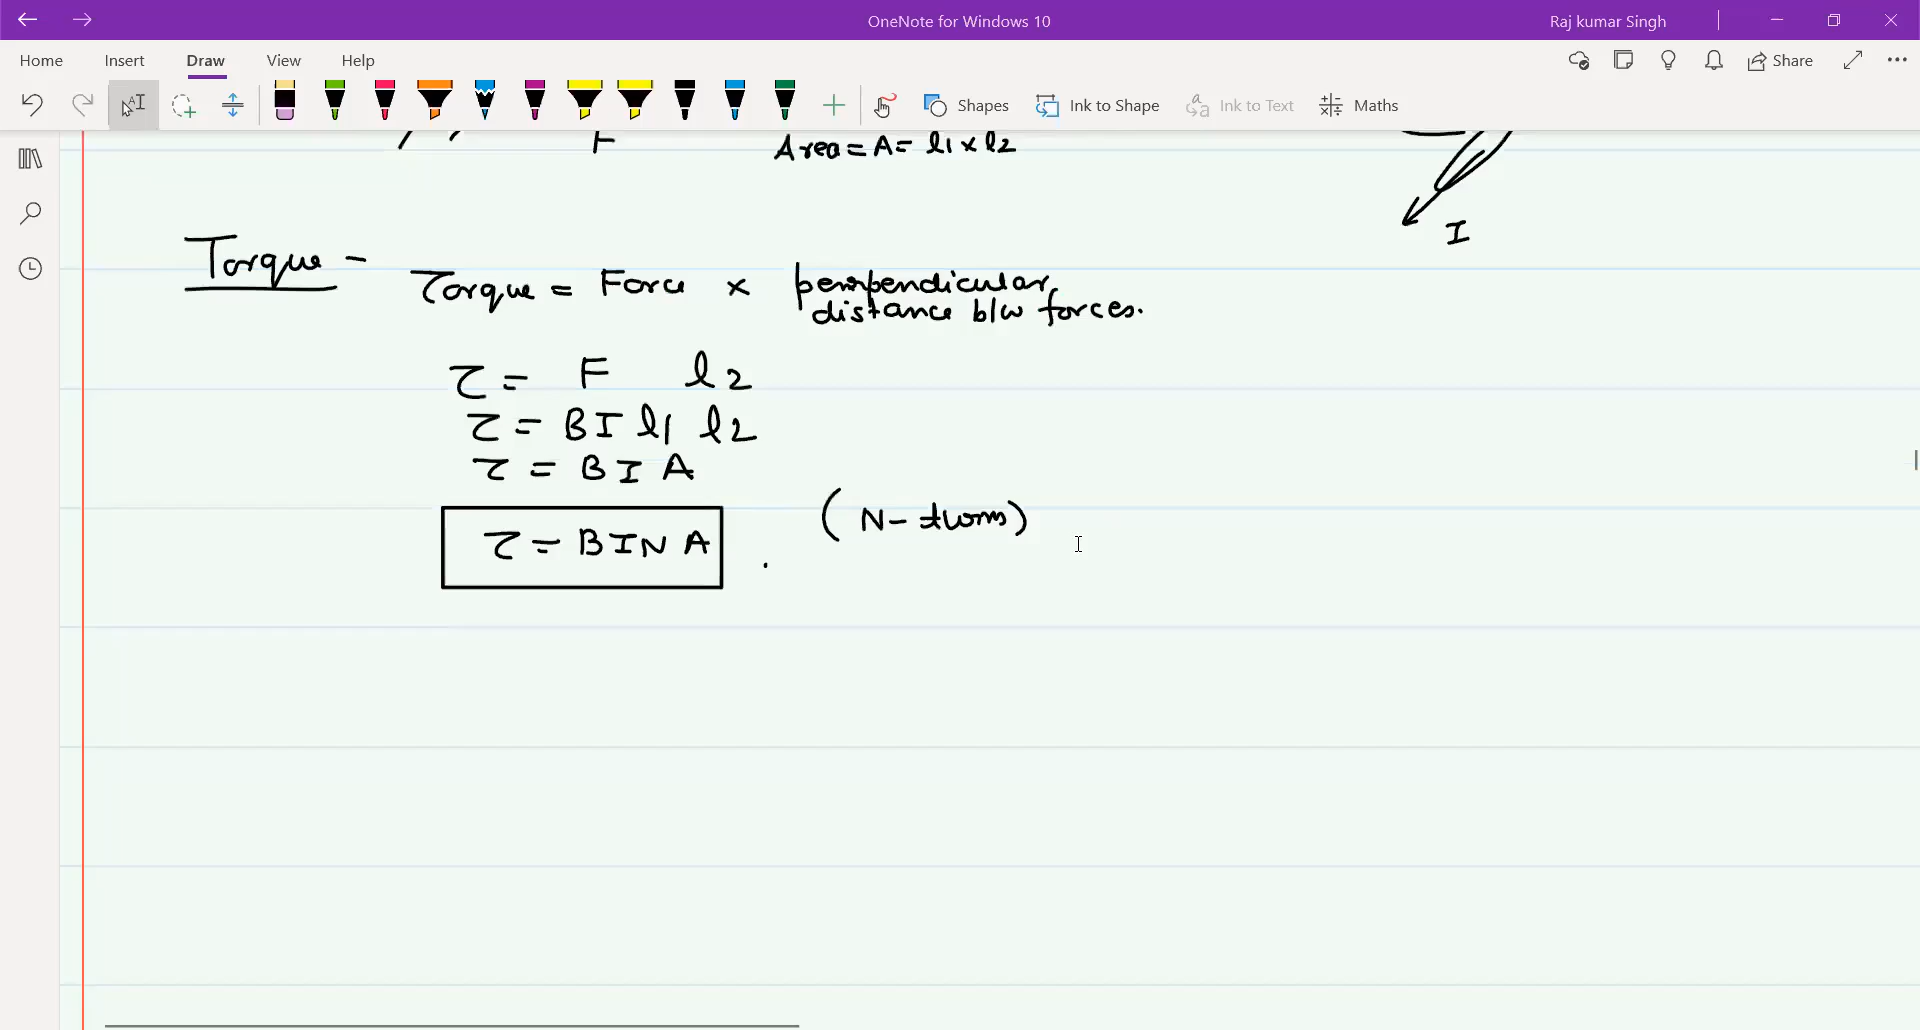 OneNote for Windows 10
Raj kumar Singh
Home Insert Draw View Help
Share
Shapes Ink to Shape Ink to Text Maths
F
Area = A = l1 × l2
I
Torque -
Torque = Force × perpendicular
distance b/w forces.
τ = F l2
τ = B I l1 l2
τ = B I A
(N - turns)
τ = B I N A .